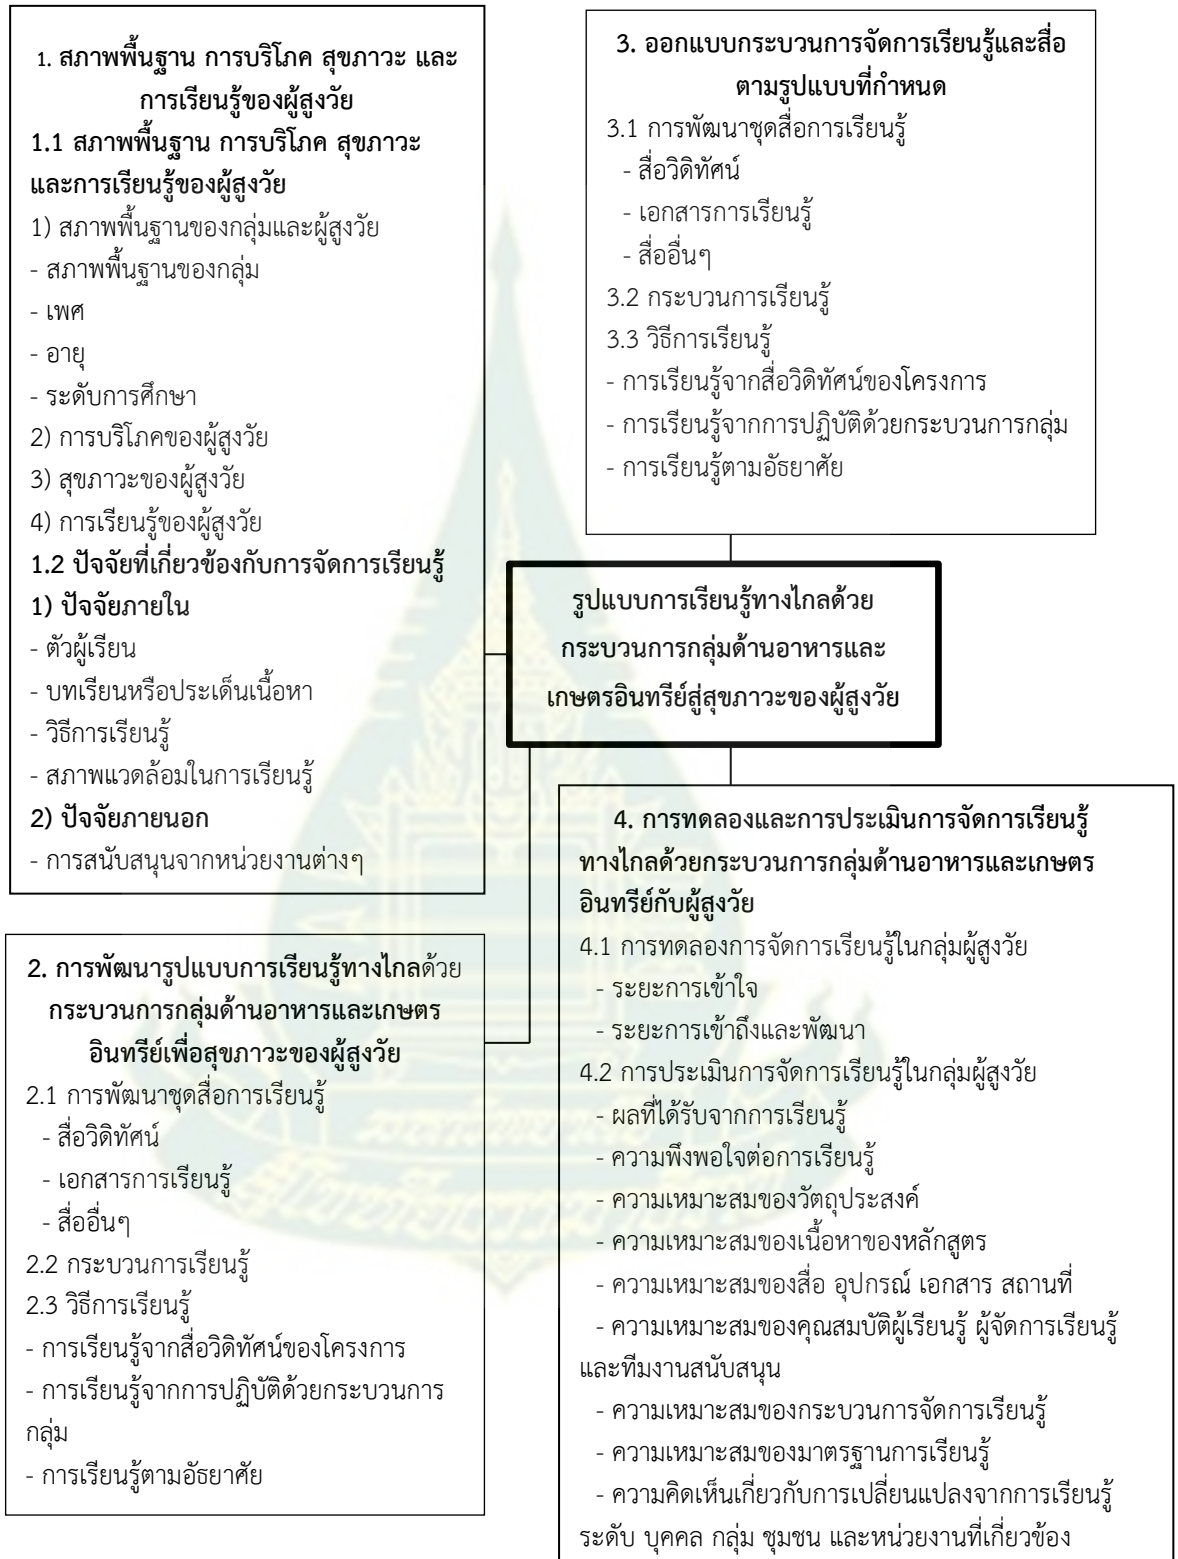 1. สภาพพื้นฐาน การบริโภค สุขภาวะ และ
การเรียนรู้ของผู้สูงวัย
1.1 สภาพพื้นฐาน การบริโภค สุขภาวะ
และการเรียนรู้ของผู้สูงวัย
1) สภาพพื้นฐานของกลุ่มและผู้สูงวัย
- สภาพพื้นฐานของกลุ่ม
- เพศ
- อายุ
- ระดับการศึกษา
2) การบริโภคของผู้สูงวัย
3) สุขภาวะของผู้สูงวัย
4) การเรียนรู้ของผู้สูงวัย
1.2 ปัจจัยที่เกี่ยวข้องกับการจัดการเรียนรู้
1) ปัจจัยภายใน
- ตัวผู้เรียน
- บทเรียนหรือประเด็นเนื้อหา
- วิธีการเรียนรู้
- สภาพแวดล้อมในการเรียนรู้
2) ปัจจัยภายนอก
- การสนับสนุนจากหน่วยงานต่างๆ
2. การพัฒนารูปแบบการเรียนรู้ทางไกลด้วย
กระบวนการกลุ่มด้านอาหารและเกษตร
อินทรีย์เพื่อสุขภาวะของผู้สูงวัย
2.1 การพัฒนาชุดสื่อการเรียนรู้
- สื่อวิดิทัศน์
- เอกสารการเรียนรู้
- สื่ออื่นๆ
2.2 กระบวนการเรียนรู้
2.3 วิธีการเรียนรู้
- การเรียนรู้จากสื่อวิดิทัศน์ของโครงการ
- การเรียนรู้จากการปฏิบัติด้วยกระบวนการ
กลุ่ม
- การเรียนรู้ตามอัธยาศัย
3. ออกแบบกระบวนการจัดการเรียนรู้และสื่อ
ตามรูปแบบที่กำหนด
3.1 การพัฒนาชุดสื่อการเรียนรู้
- สื่อวิดิทัศน์
- เอกสารการเรียนรู้
- สื่ออื่นๆ
3.2 กระบวนการเรียนรู้
3.3 วิธีการเรียนรู้
- การเรียนรู้จากสื่อวิดิทัศน์ของโครงการ
- การเรียนรู้จากการปฏิบัติด้วยกระบวนการกลุ่ม
- การเรียนรู้ตามอัธยาศัย
รูปแบบการเรียนรู้ทางไกลด้วย
กระบวนการกลุ่มด้านอาหารและ
เกษตรอินทรีย์สู่สุขภาวะของผู้สูงวัย
4. การทดลองและการประเมินการจัดการเรียนรู้
ทางไกลด้วยกระบวนการกลุ่มด้านอาหารและเกษตร
อินทรีย์กับผู้สูงวัย
4.1 การทดลองการจัดการเรียนรู้ในกลุ่มผู้สูงวัย
- ระยะการเข้าใจ
- ระยะการเข้าถึงและพัฒนา
4.2 การประเมินการจัดการเรียนรู้ในกลุ่มผู้สูงวัย
- ผลที่ได้รับจากการเรียนรู้
- ความพึงพอใจต่อการเรียนรู้
- ความเหมาะสมของวัตถุประสงค์
- ความเหมาะสมของเนื้อหาของหลักสูตร
- ความเหมาะสมของสื่อ อุปกรณ์ เอกสาร สถานที่
- ความเหมาะสมของคุณสมบัติผู้เรียนรู้ ผู้จัดการเรียนรู้
และทีมงานสนับสนุน
- ความเหมาะสมของกระบวนการจัดการเรียนรู้
- ความเหมาะสมของมาตรฐานการเรียนรู้
- ความคิดเห็นเกี่ยวกับการเปลี่ยนแปลงจากการเรียนรู้
ระดับ บุคคล กลุ่ม ชุมชน และหน่วยงานที่เกี่ยวข้อง